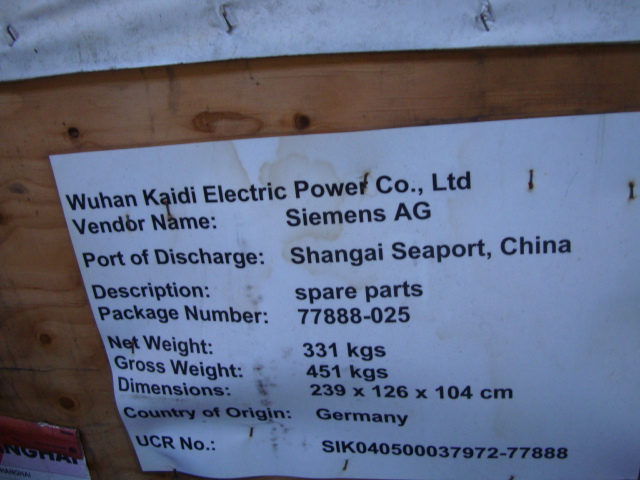 Wuhan Kaidi Electric Power Co., Ltd
Vendor Name: Siemens AG
Port of Discharge: Shangai Seaport, China
Description: spare parts
Package Number: 77888-025
Net Weight: 331 kgs
Gross Weight: 451 kgs
Dimensions: 239 x 126 x 104 cm
Country of Origin: Germany
UCR No.: SIK040500037972-77888
SHANGHAI